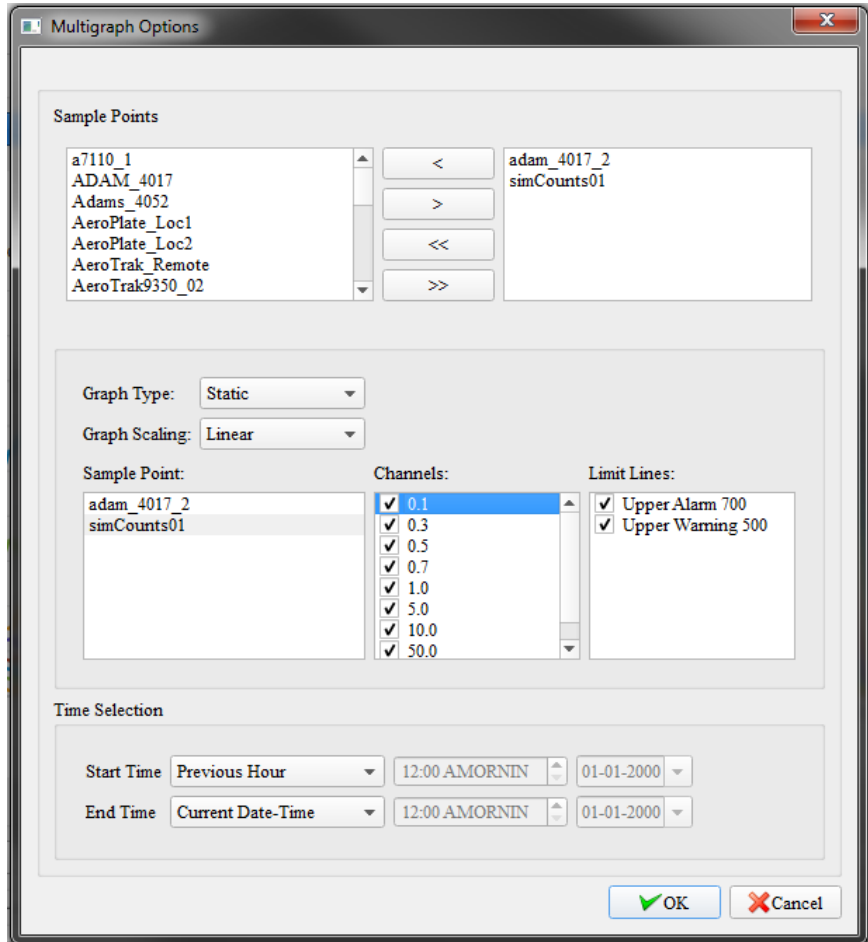 Multigraph Options
Sample Points
a7110_1
ADAM_4017
Adams_4052
AeroPlate_Loc1
AeroPlate_Loc2
AeroTrak_Remote
AeroTrak9350_02
<
>
<<
>>
adam_4017_2
simCounts01
Graph Type: Static
Graph Scaling: Linear
Sample Point:
adam_4017_2
simCounts01
Channels:
0.1
0.3
0.5
0.7
1.0
5.0
10.0
50.0
Limit Lines:
Upper Alarm 700
Upper Warning 500
Time Selection
Start Time Previous Hour 12:00 AMORNIN 01-01-2000
End Time Current Date-Time 12:00 AMORNIN 01-01-2000
OK Cancel